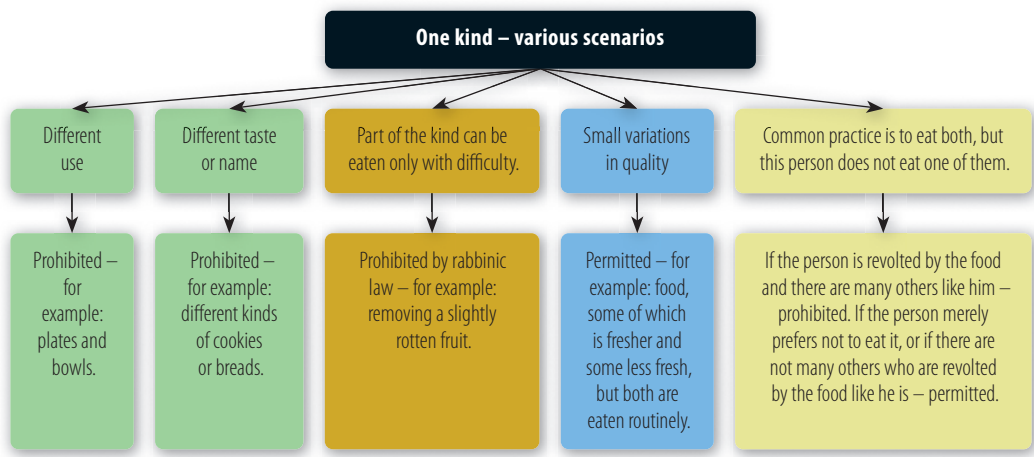 One kind – various scenarios
Different
use
Different taste
or name
Part of the kind can be
eaten only with difficulty.
Small variations
in quality
Common practice is to eat both, but
this person does not eat one of them.
Prohibited –
for
example:
plates and
bowls.
Prohibited –
for example:
different kinds
of cookies
or breads.
Prohibited by rabbinic
law – for example:
removing a slightly
rotten fruit.
Permitted – for
example: food,
some of which
is fresher and
some less fresh,
but both are
eaten routinely.
If the person is revolted by the food
and there are many others like him –
prohibited. If the person merely
prefers not to eat it, or if there are
not many others who are revolted
by the food like he is – permitted.